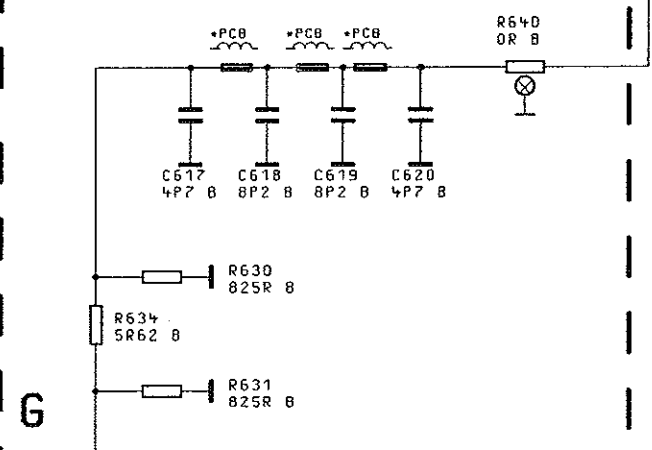 *PCB *PCB *PCB
R640
0R B
C617 C618 C619 C620
4P7 B 8P2 B 8P2 B 4P7 B
R630
825R B
R634
5R62 B
R631
825R B
G